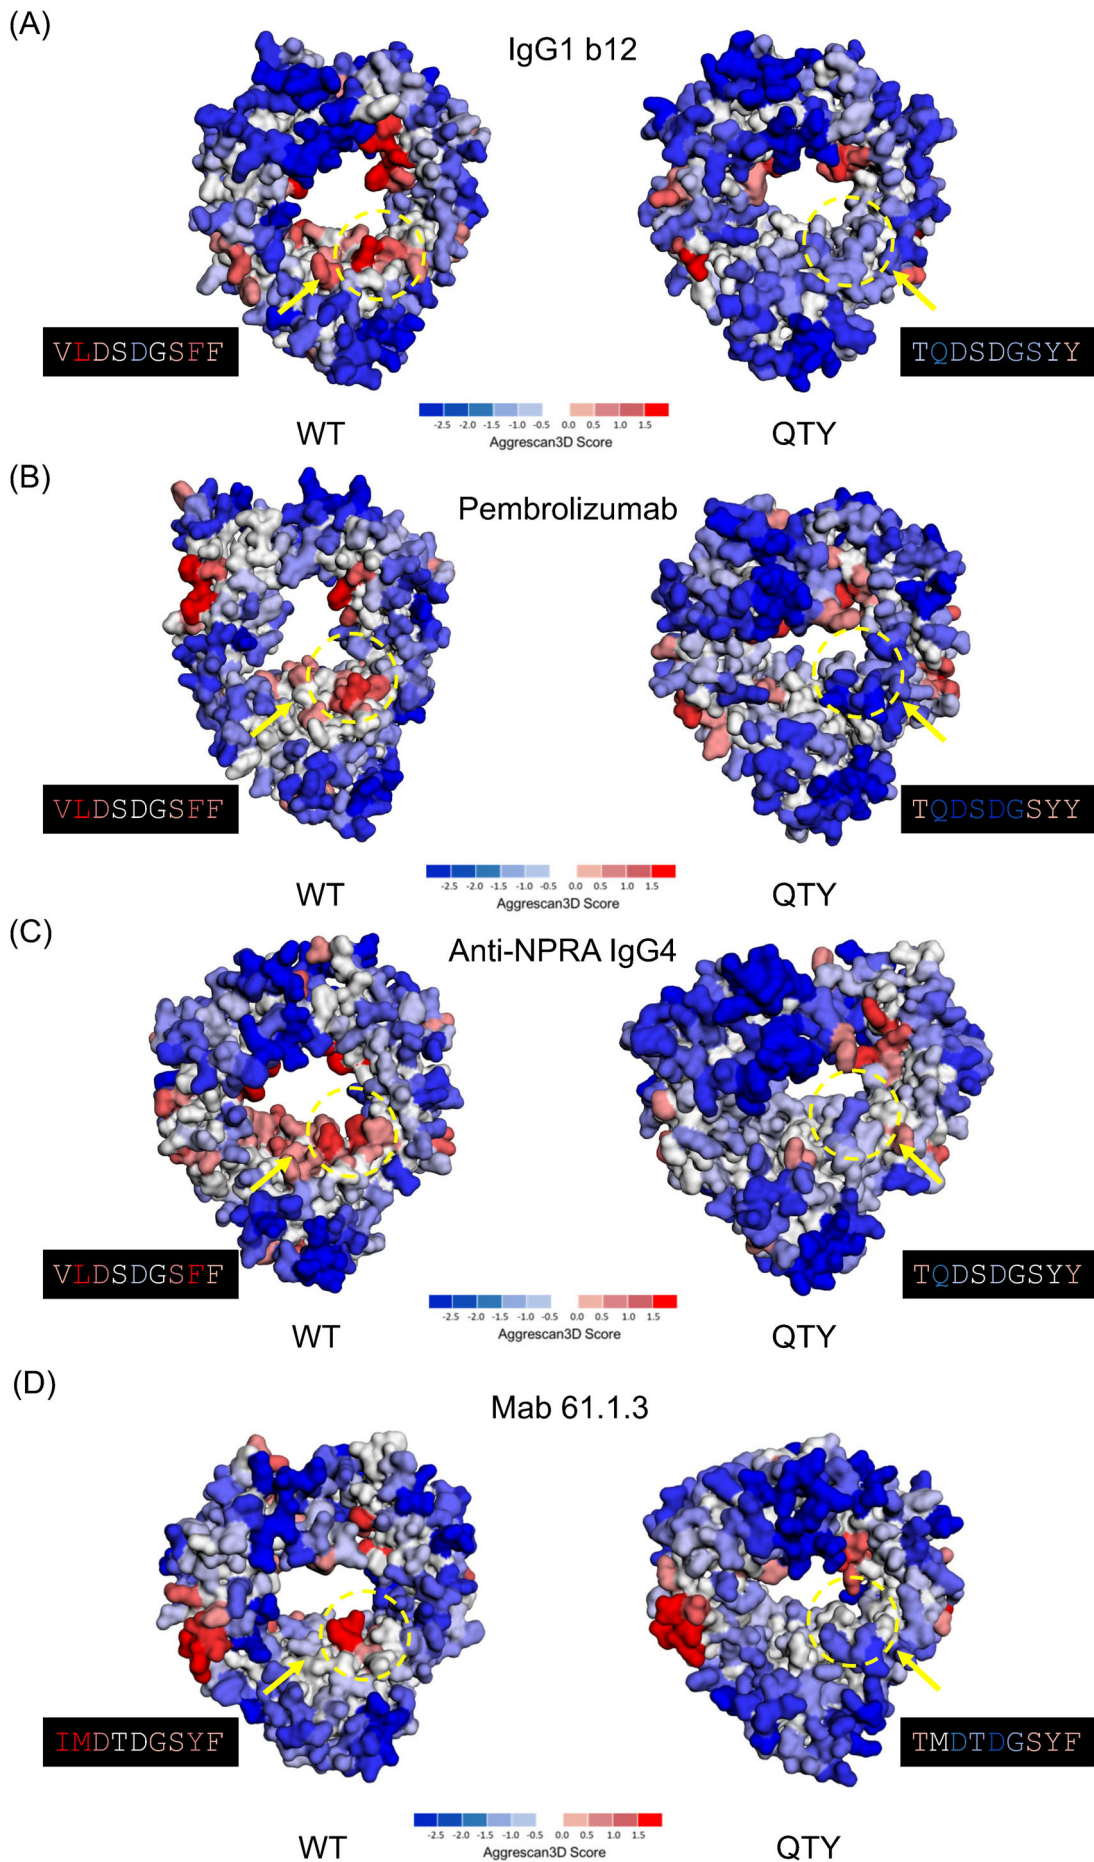 (A)
IgG1 b12
VLDSDGSFF
TQDSDGSYY
-2.5 -2.0 -1.5 -1.0 -0.5 0.0 0.5 1.0 1.5
Aggrescan3D Score
WT
QTY
(B)
Pembrolizumab
VLDSDGSFF
TQDSDGSYY
-2.5 -2.0 -1.5 -1.0 -0.5 0.0 0.5 1.0 1.5
Aggrescan3D Score
WT
QTY
(C)
Anti-NPRA IgG4
VLDSDGSFF
TQDSDGSYY
-2.5 -2.0 -1.5 -1.0 -0.5 0.0 0.5 1.0 1.5
Aggrescan3D Score
WT
QTY
(D)
Mab 61.1.3
IMDTDGSYF
TMDTDGSYF
-2.5 -2.0 -1.5 -1.0 -0.5 0.0 0.5 1.0 1.5
Aggrescan3D Score
WT
QTY